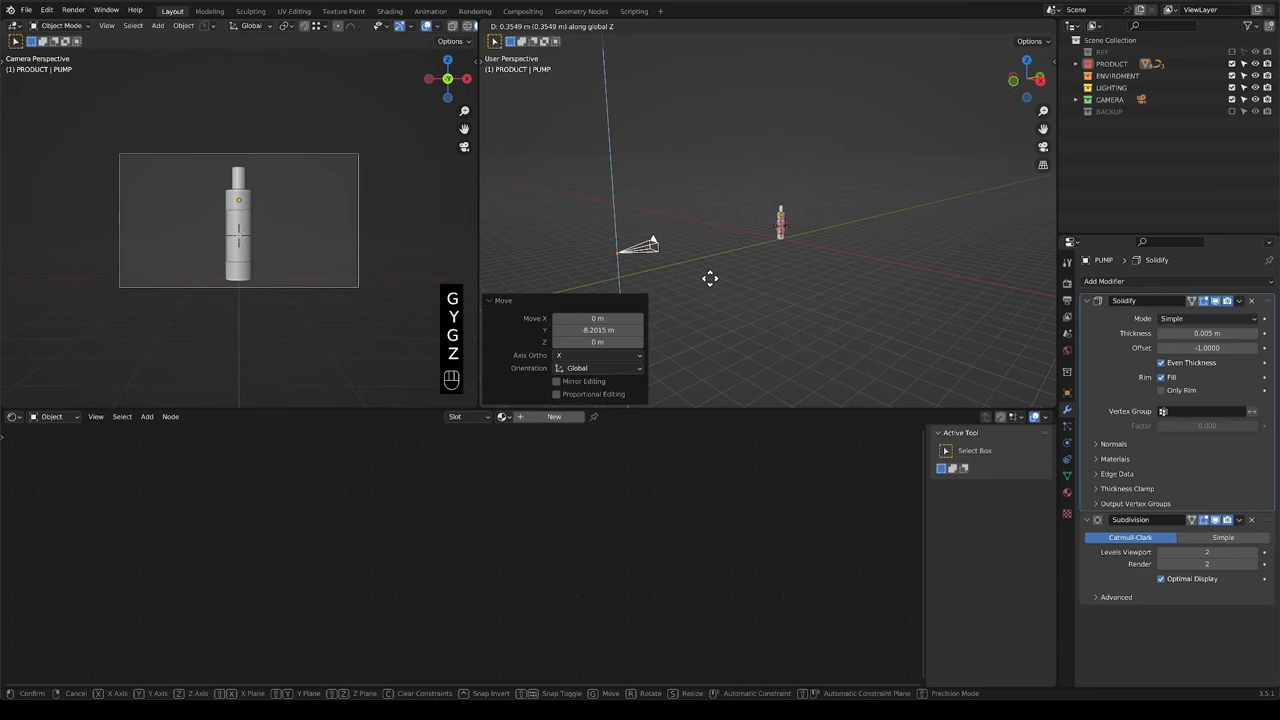 File Edit Render Window Help Layout Modeling Sculpting UV Editing Texture Paint Shading Animation Rendering Compositing Geometry Nodes Scripting Scene ViewLayer
Object Mode View Select Add Object Global
D: 0.3549 m (0.3549 m) along global Z
Options
Options
Camera Perspective
(1) PRODUCT | PUMP
User Perspective
(1) PRODUCT | PUMP
Z
Y
X
Z
X
Scene Collection
REF
PRODUCT
ENVIROMENT
LIGHTING
CAMERA
BACKUP
G
Y
G
Z
Move
Move X 0 m
Y -8.2015 m
Z 0 m
Axis Ortho X
Orientation Global
Mirror Editing
Proportional Editing
PUMP Solidify
Add Modifier
Solidify
Mode Simple
Thickness 0.005 m
Offset -1.0000
Even Thickness
Rim Fill
Only Rim
Vertex Group
Factor 0.000
Normals
Materials
Edge Data
Thickness Clamp
Output Vertex Groups
Subdivision
Catmull-Clark Simple
Levels Viewport 2
Render 2
Optimal Display
Advanced
Object View Select Add Node Slot New
Active Tool
Select Box
Confirm Cancel X X Axis Y Y Axis Z Z Axis X X Plane Y Y Plane Z Z Plane C Clear Constraints Snap Invert Snap Toggle G Move R Rotate S Resize Automatic Constraint Automatic Constraint Plane Precision Mode 3.5.1